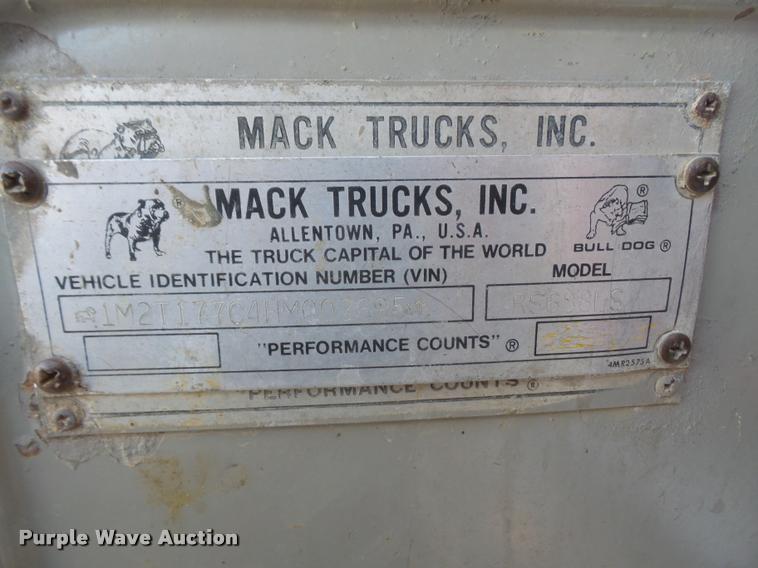 MACK TRUCKS, INC.
MACK TRUCKS, INC.
ALLENTOWN, PA., U.S.A.
THE TRUCK CAPITAL OF THE WORLD
BULL DOG ®
VEHICLE IDENTIFICATION NUMBER (VIN)
MODEL
"PERFORMANCE COUNTS" ®
4MR2575A
PERFORMANCE COUNTS ®
Purple Wave Auction